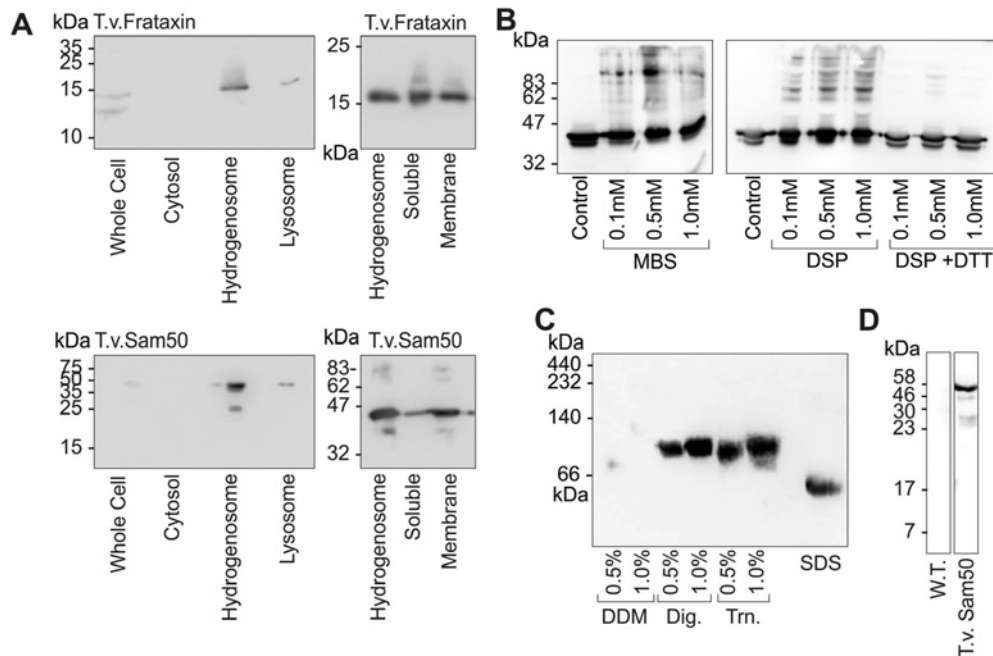 A
kDa T.v.Frataxin
35
25
15
10
Whole Cell
Cytosol
Hydrogenosome
Lysosome
T.v.Frataxin
25
15
kDa
Hydrogenosome
Soluble
Membrane
kDa T.v.Sam50
75
50
35
25
15
Whole Cell
Cytosol
Hydrogenosome
Lysosome
kDa T.v.Sam50
83
62
47
32
Hydrogenosome
Soluble
Membrane
B
kDa
83
62
47
32
Control
0.1mM
0.5mM
1.0mM
MBS
Control
0.1mM
0.5mM
1.0mM
0.1mM
0.5mM
1.0mM
DSP
DSP +DTT
C
kDa
440
232
140
66
kDa
0.5%
1.0%
0.5%
1.0%
0.5%
1.0%
SDS
DDM
Dig.
Trn.
D
kDa
58
46
30
23
17
7
W.T.
T.v. Sam50